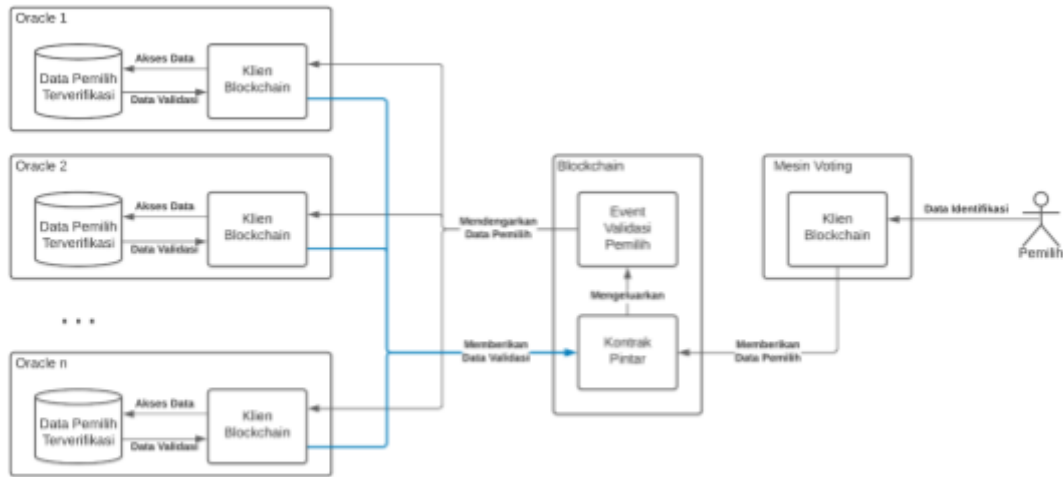 Oracle 1
Data Pemilih
Terverifikasi
Akses Data
Data Validasi
Klien
Blockchain
Oracle 2
Data Pemilih
Terverifikasi
Akses Data
Data Validasi
Klien
Blockchain
...
Oracle n
Data Pemilih
Terverifikasi
Akses Data
Data Validasi
Klien
Blockchain
Mendengarkan
Data Pemilih
Memberikan
Data Validasi
Blockchain
Event
Validasi
Pemilih
Mengeluarkan
Kontrak
Pintar
Memberikan
Data Pemilih
Mesin Voting
Klien
Blockchain
Data Identifikasi
Pemilih